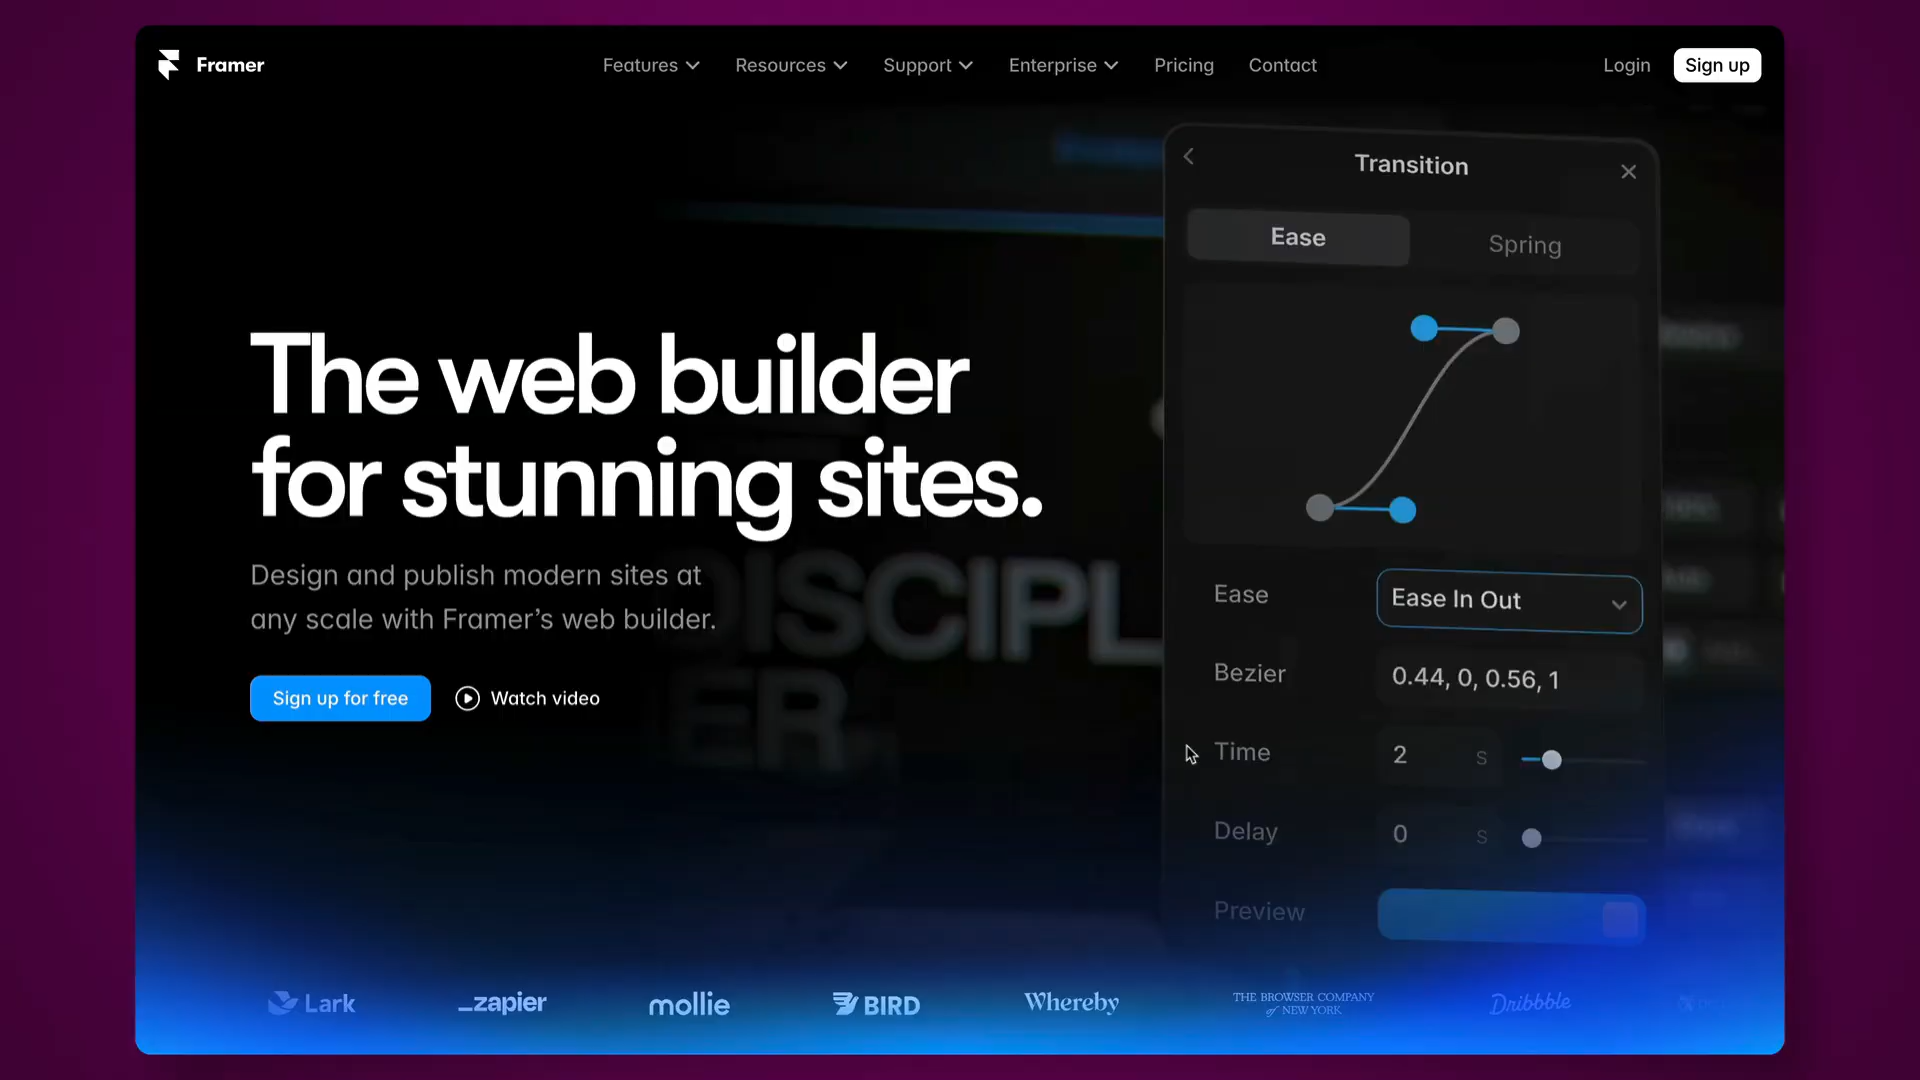 Framer
Features
Resources
Support
Enterprise
Pricing
Contact
Login
Sign up
The web builder
for stunning sites.
Design and publish modern sites at
any scale with Framer’s web builder.
Sign up for free
Watch video
DISCIPL
ER
Transition
Ease
Spring
Ease
Ease In Out
Bezier
0.44, 0, 0.56, 1
Time
2
S
Delay
0
S
Preview
Lark
_zapier
mollie
BIRD
Whereby
THE BROWSER COMPANY
of NEW YORK
Dribbble